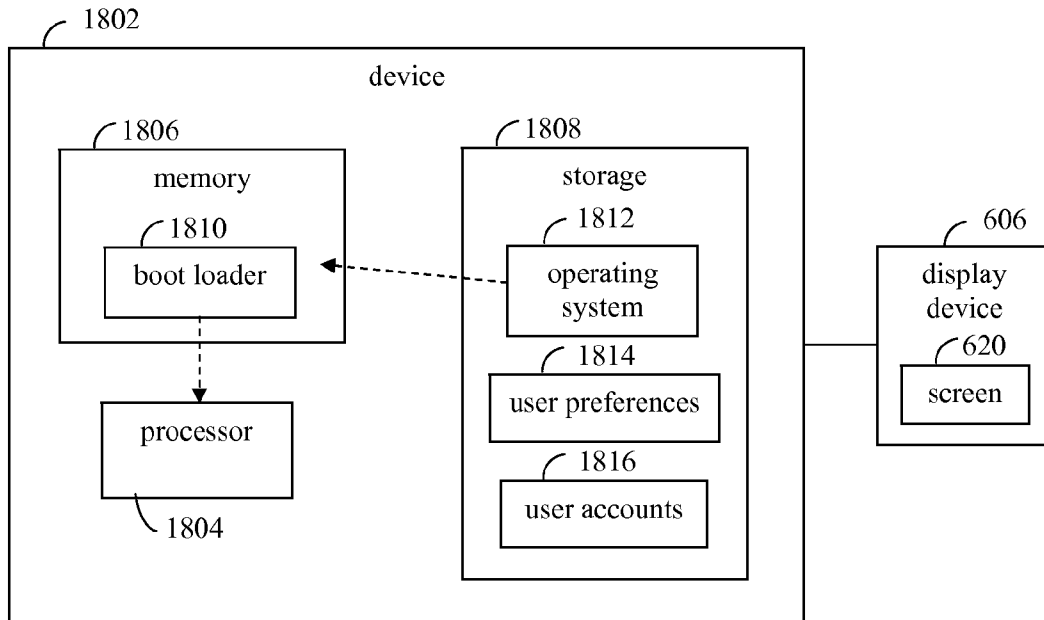 1802
device
1806
memory
1810
boot loader
processor
1804
1808
storage
1812
operating
system
1814
user preferences
1816
user accounts
606
display
device
620
screen